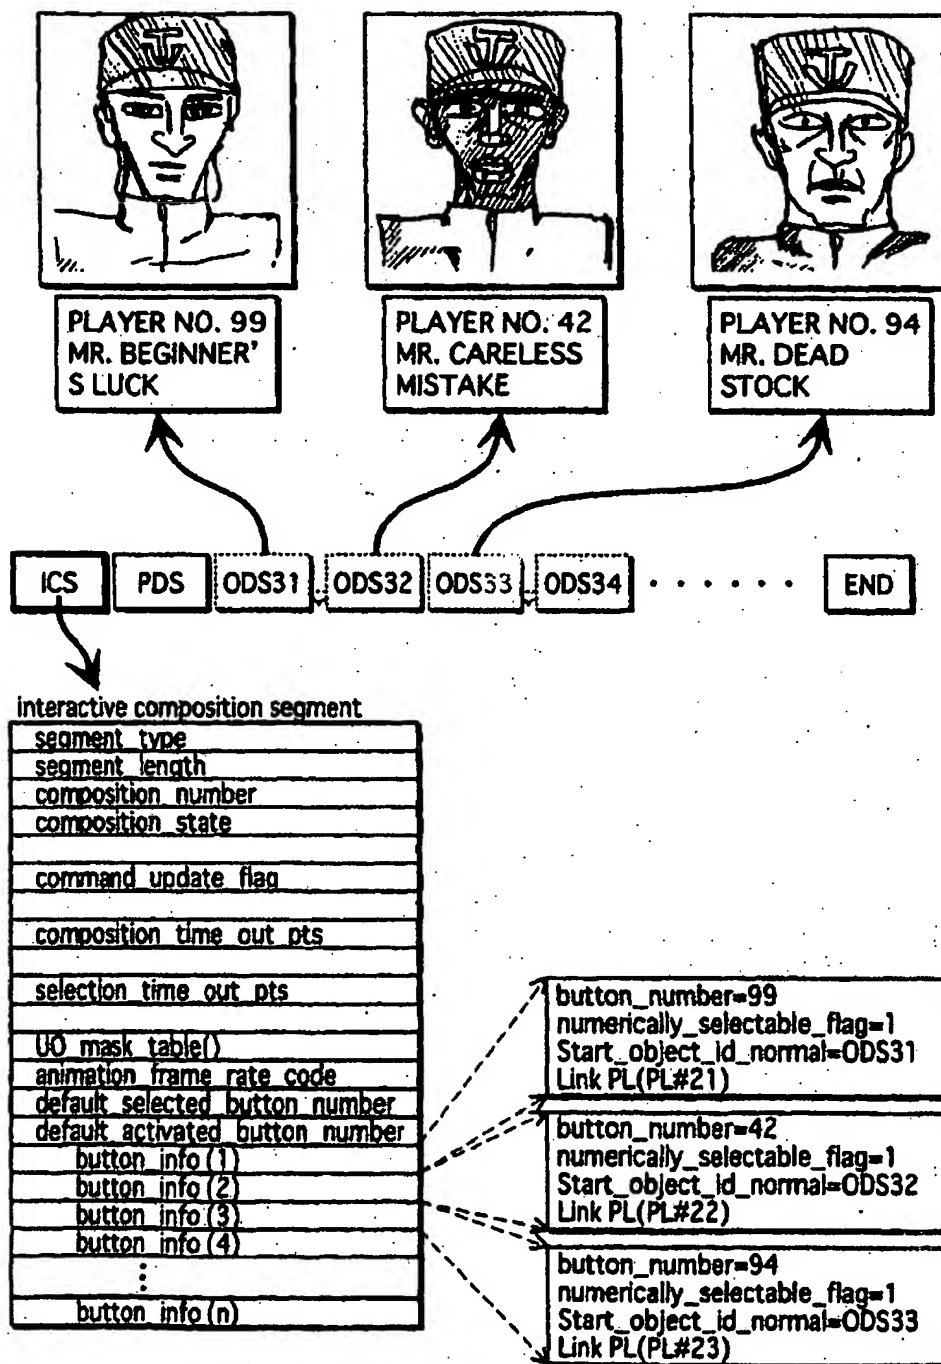 PLAYER NO. 99
MR. BEGINNER'
S LUCK
PLAYER NO. 42
MR. CARELESS
MISTAKE
PLAYER NO. 94
MR. DEAD
STOCK
ICS
PDS
ODS31
ODS32
ODS33
ODS34
END
interactive composition segment
segment_type
segment_length
composition_number
composition_state
command_update_flag
composition_time_out_pts
selection_time_out_pts
UO_mask_table()
animation_frame_rate_code
default_selected_button_number
default_activated_button_number
button_info(1)
button_info(2)
button_info(3)
button_info(4)
button_info(n)
button_number=99
numerically_selectable_flag=1
Start_object_id_normal=ODS31
Link PL(PL#21)
button_number=42
numerically_selectable_flag=1
Start_object_id_normal=ODS32
Link PL(PL#22)
button_number=94
numerically_selectable_flag=1
Start_object_id_normal=ODS33
Link PL(PL#23)